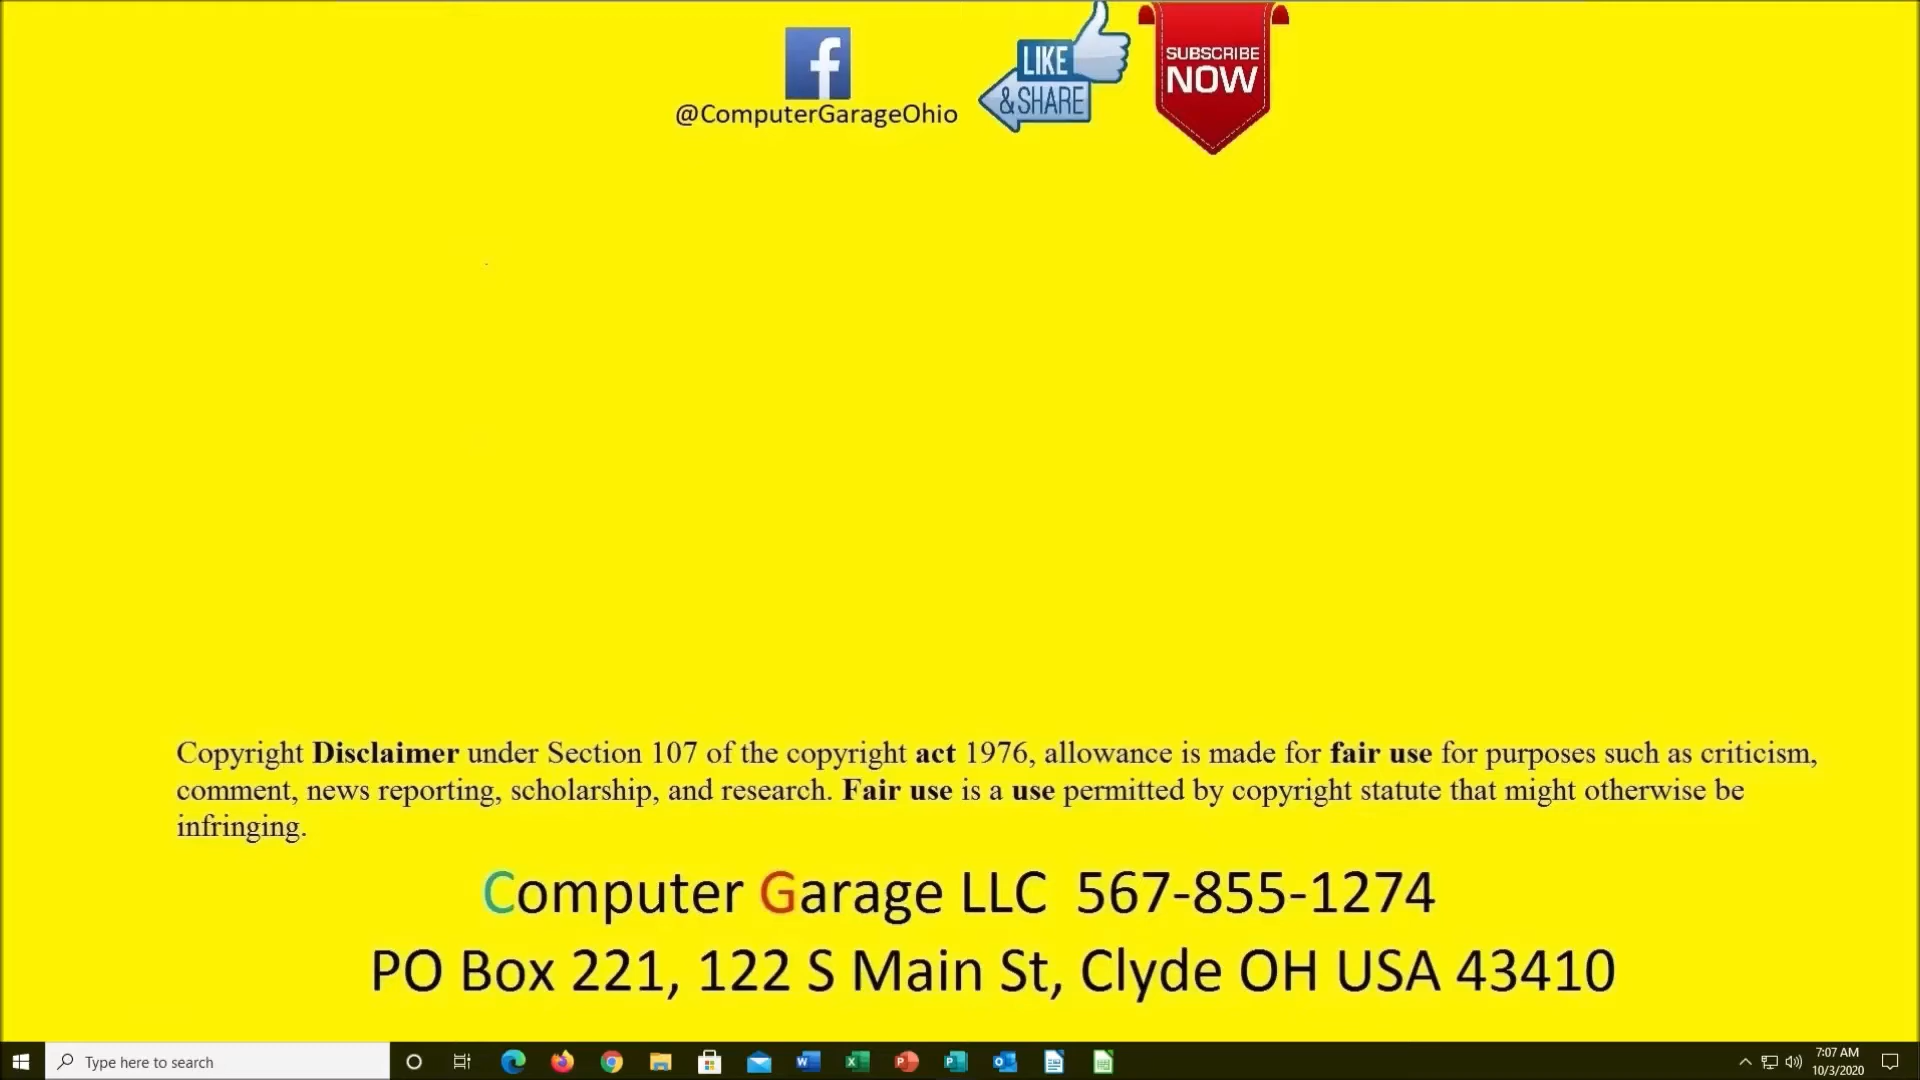 f
LIKE
& SHARE
SUBSCRIBE
NOW
@ComputerGarageOhio
Copyright Disclaimer under Section 107 of the copyright act 1976, allowance is made for fair use for purposes such as criticism,
comment, news reporting, scholarship, and research. Fair use is a use permitted by copyright statute that might otherwise be
infringing.
Computer Garage LLC 567-855-1274
PO Box 221, 122 S Main St, Clyde OH USA 43410
Type here to search
7:07 AM
10/3/2020